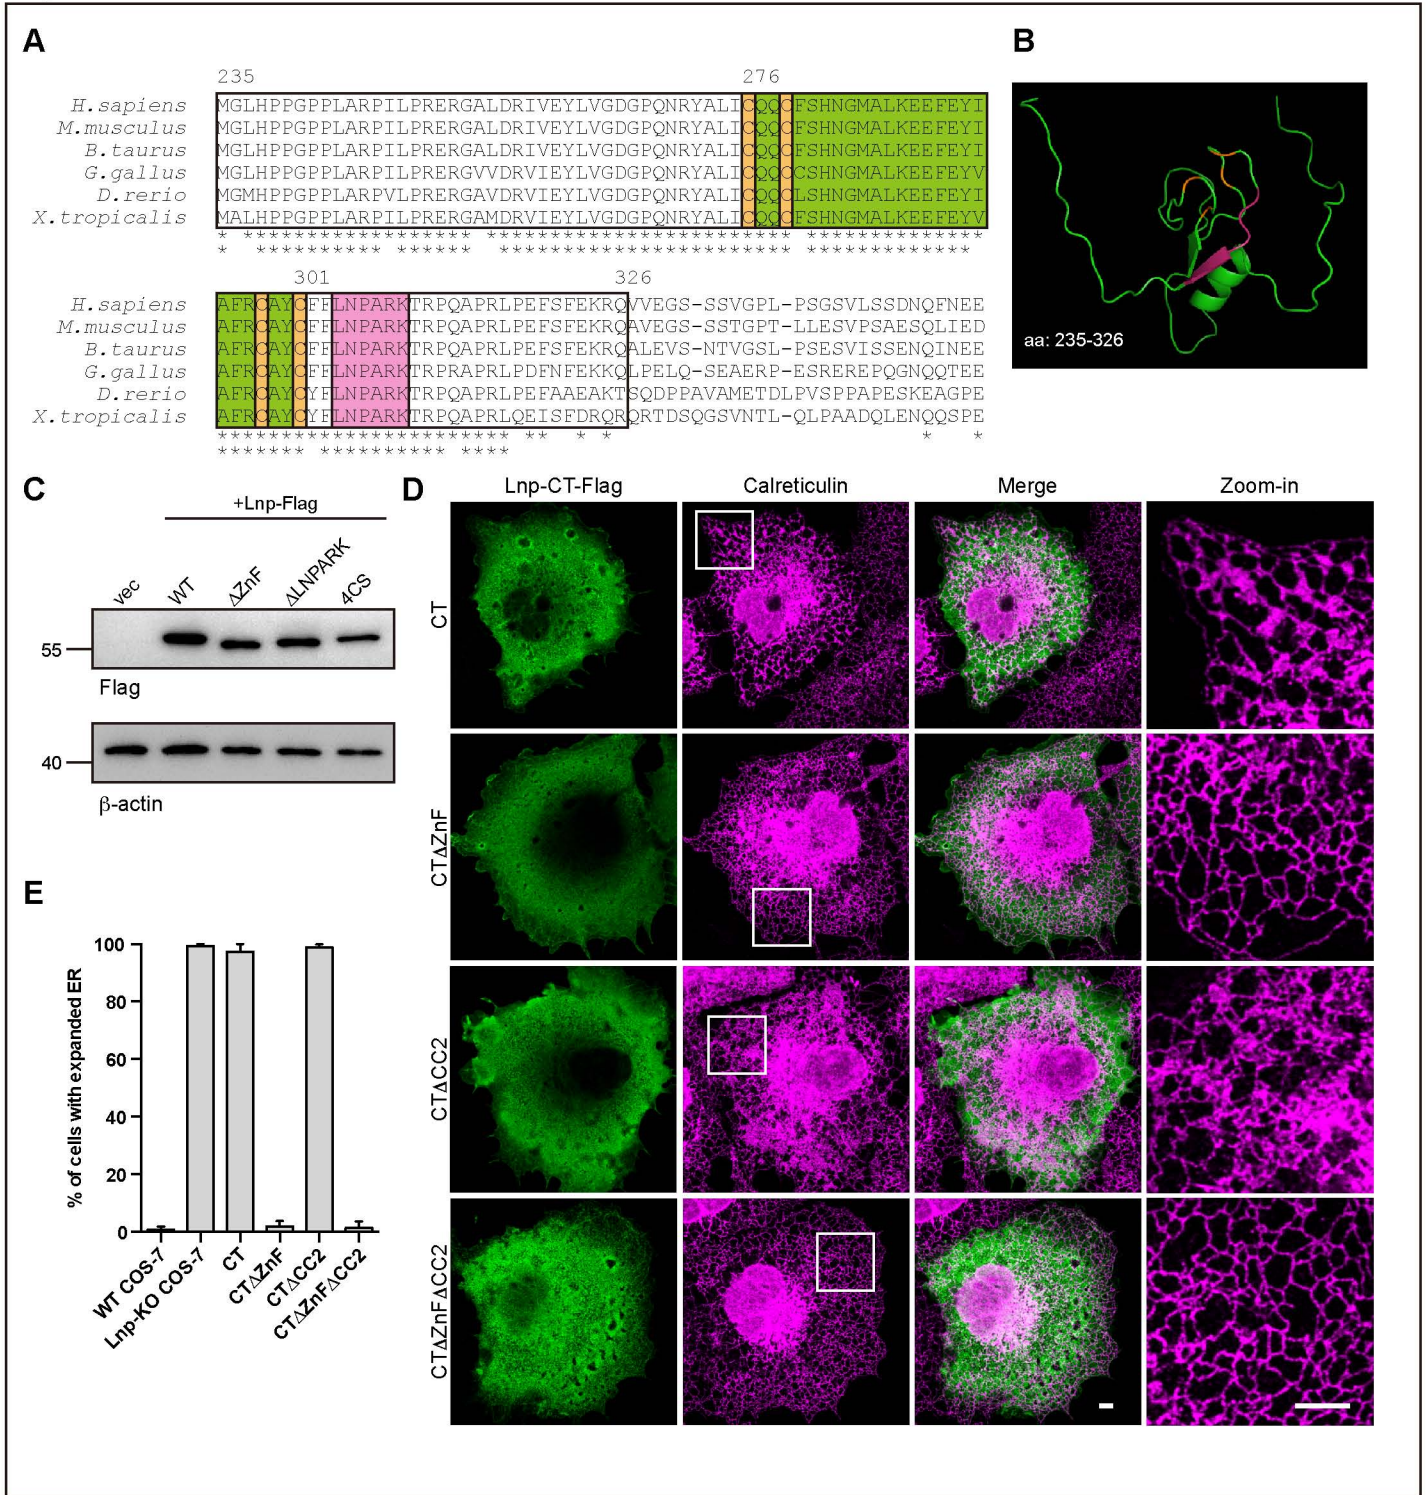 A
235 276
H.sapiens MGLHPPGPPLARPILPRERGALDRIVEYLVGDGPQNRYALICQQCFSHNGMALKEEFEYI
M.musculus MGLHPPGPPLARPILPRERGALDRIVEYLVGDGPQNRYALICQQCFSHNGMALKEEFEYI
B.taurus MGLHPPGPPLARPILPRERGALDRIVEYLVGDGPQNRYALICQQCFSHNGMALKEEFEYI
G.gallus MGLHPPGPPLARPILPRERGVVDRIVEYLVGDGPQNRYALICQQCCSHNGMALKEEFEYV
D.rerio MGMHPPGPPLARPVLPRERGAVDRVIEYLVGDGPQNRYALICQQCLSHNGMALKEEFEYI
X.tropicalis MALHPPGPPLARPILPRERGAMDRVIEYLVGDGPQNRYALICQQCFSHNGMALKEEFEYV
301 326
H.sapiens AFRCAYCFFLNPARKTRPQAPRLPEFSFEKRQVVEGS-SSVGPL-PSGSVLSSDNQFNEE
M.musculus AFRCAYCFFLNPARKTRPQAPRLPEFSFEKRQAVEGS-SSTGPT-LLESVPSAESQLIED
B.taurus AFRCAYCFFLNPARKTRPQAPRLPEFSFEKRQALEVS-NTVGSL-PSESVISSENQINEE
G.gallus AFRCAYCFFLNPARKTRPQAPRLPDFNFEKKQLPELQ-SERAP-ESREREPQGNQQTEE
D.rerio AFRCAYCYFLNPARKTRPQAPRLPEFAAEAKTSQDPPAVAMETDLPVSPPAPESKEAGPE
X.tropicalis AFRCAYCYFLNPARKTRPQAPRLQEISFDRQRQRTDSQGSVNTL-QLPAADQLENQQSPE
B
aa: 235-326
C
+Lnp-Flag
vec WT ΔZnF ΔLNPARK 4CS
55
Flag
40
β-actin
D
Lnp-CT-Flag Calreticulin Merge Zoom-in
CT
CTΔZnF
CTΔCC2
CTΔZnFΔCC2
E
% of cells with expanded ER
100
80
60
40
20
0
WT COS-7
Lnp-KO COS-7
CT
CTΔZnF
CTΔCC2
CTΔZnFΔCC2